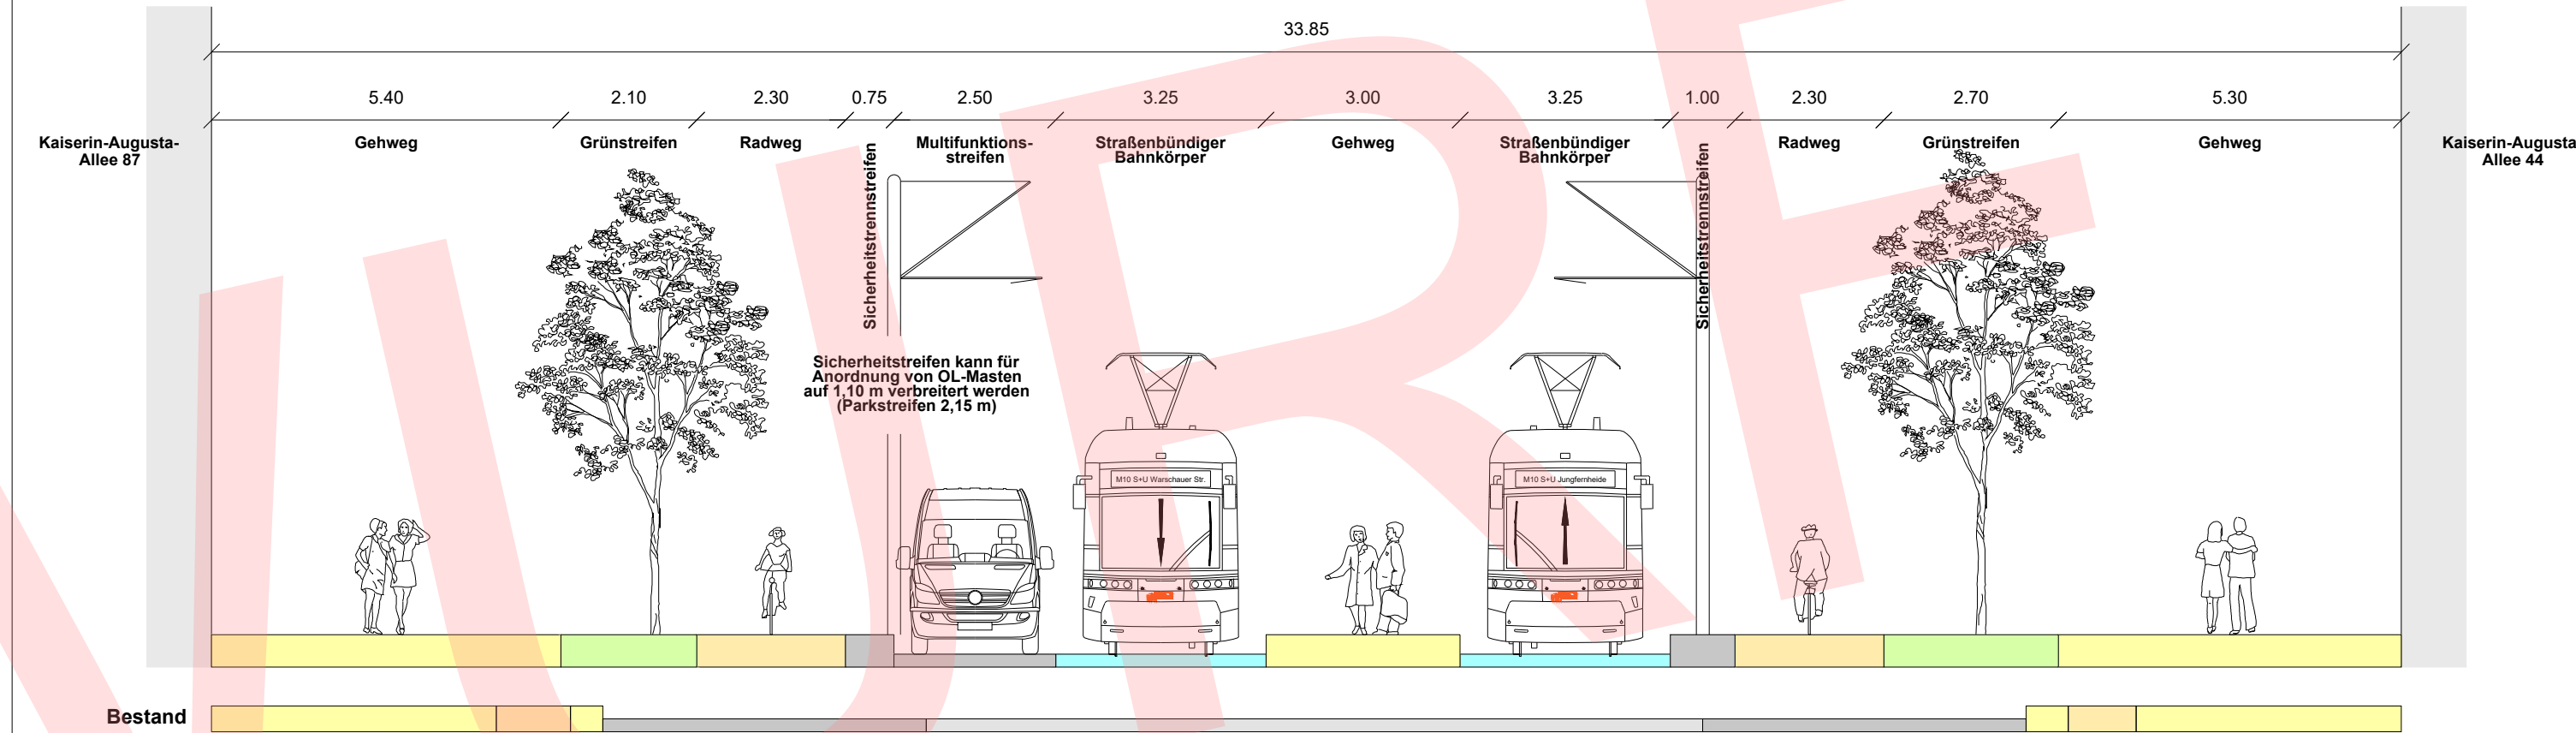 33.85
5.40 2.10 2.30 0.75 2.50 3.25 3.00 3.25 1.00 2.30 2.70 5.30
Kaiserin-Augusta-
Allee 87
Gehweg
Grünstreifen
Radweg
Sicherheitstrennstreifen
Multifunktions-
streifen
Straßenbündiger
Bahnkörper
Gehweg
Straßenbündiger
Bahnkörper
Sicherheitstrennstreifen
Radweg
Grünstreifen
Gehweg
Kaiserin-Augusta
Allee 44
Sicherheitstreifen kann für
Anordnung von OL-Masten
auf 1,10 m verbreitert werden
(Parkstreifen 2,15 m)
M10 S+U Warschauer Str.
M10 S+U Jungfernheide
Bestand
WURF